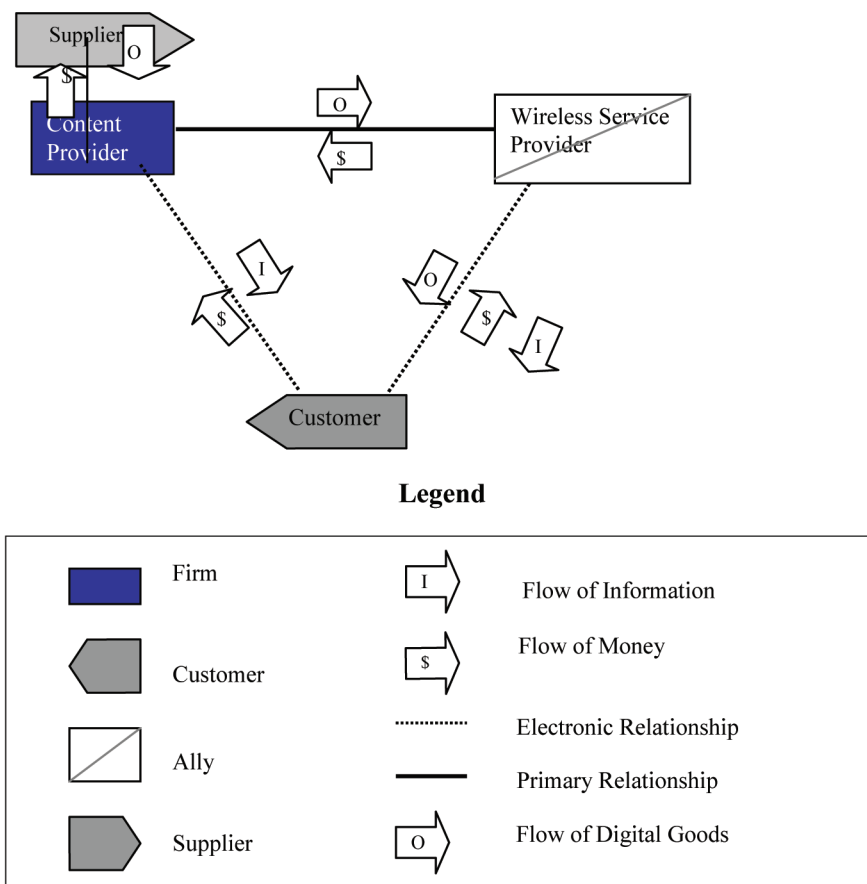 Supplier
O
$
Content
Provider
O
$
Wireless Service
Provider
I
$
O
$
I
Customer
Legend
Firm
I
Flow of Information
Customer
$
Flow of Money
Electronic Relationship
Ally
Primary Relationship
Supplier
O
Flow of Digital Goods